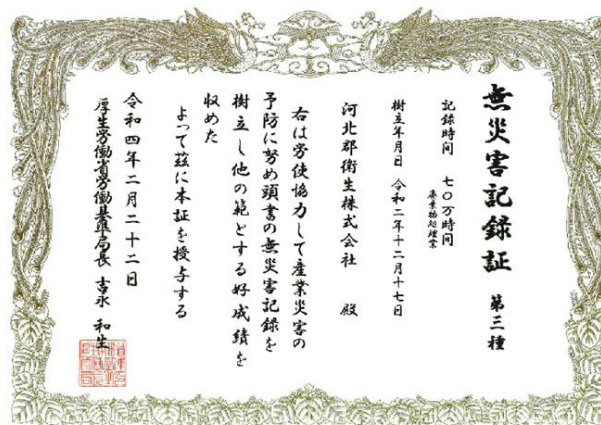 無災害記録証 第三種
記録時間 七〇万時間
廃棄物処理業
樹立年月日 令和二年十二月十七日
河北郡衛生株式会社 殿
右は労使協力して産業災害の
予防に努め頭書の無災害記録を
樹立し他の範とする好成績を
収めた
よって茲に本証を授与する
令和四年二月二十二日
厚生労働省労働基準局長 吉永 和生